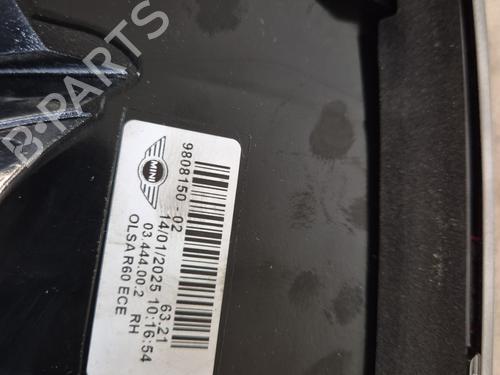 B-PARTS
MINI
9808150 - 02
63.21
14/01/2025 10:16:54
03.444.00.2 RH
OLSA R60 ECE
B-PARTS